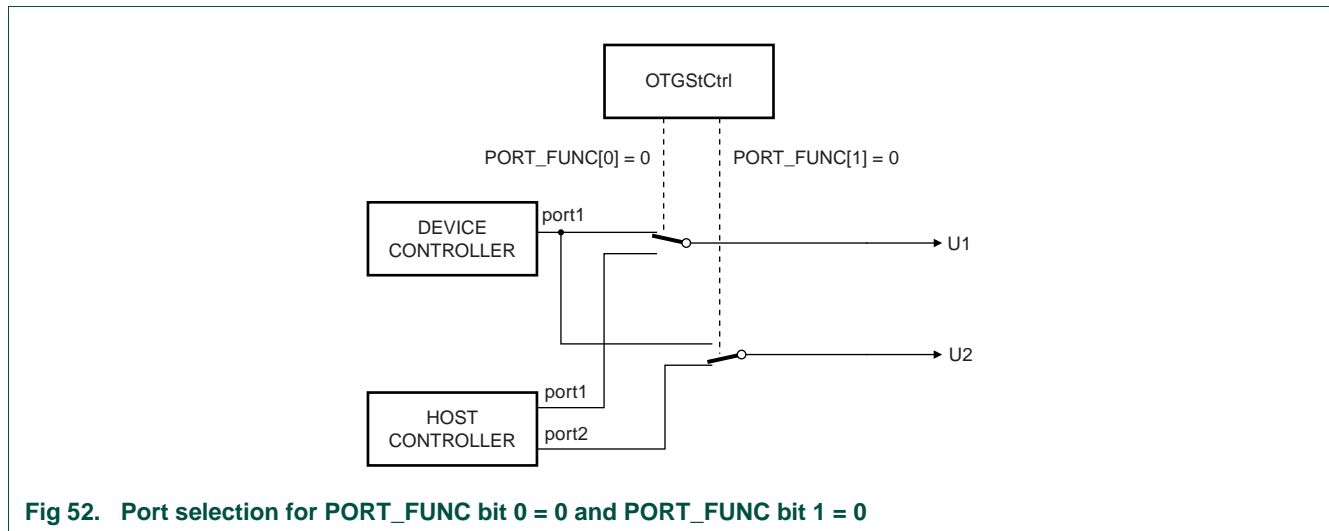 OTGStCtrl
PORT_FUNC[0] = 0
PORT_FUNC[1] = 0
port1
DEVICE
CONTROLLER
U1
U2
port1
HOST
CONTROLLER
port2
Fig 52. Port selection for PORT_FUNC bit 0 = 0 and PORT_FUNC bit 1 = 0